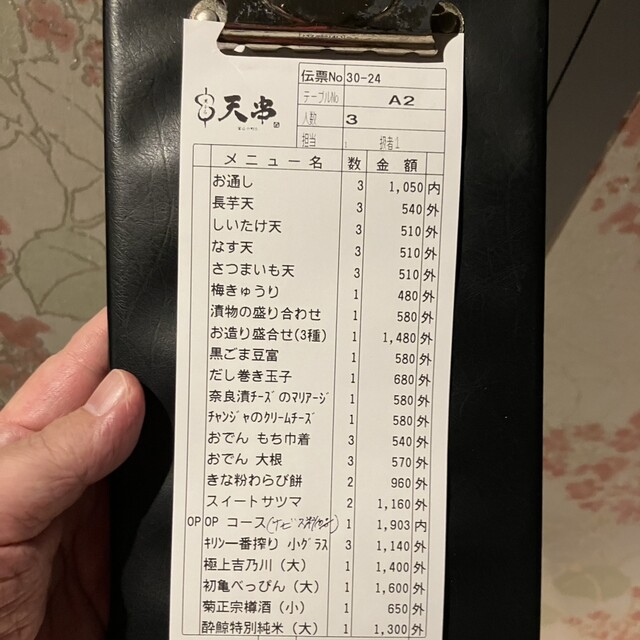 伝票No 30-24
天串
テーブルNo A2
人数 3
担当
メニュー名 数 金額
お通し 3 1,050 内
長芋天 3 540 外
しいたけ天 3 510 外
なす天 3 510 外
さつまいも天 3 510 外
梅きゅうり 1 480 外
漬物の盛り合わせ 1 580 外
お造り盛合せ(3種) 1 1,480 外
黒ごま豆富 1 580 外
だし巻き玉子 1 680 外
奈良漬チーズのマリアージ 1 580 外
チャンジャのクリームチーズ 1 580 外
おでん もち巾着 3 540 外
おでん 大根 3 570 外
きな粉わらび餅 2 960 外
スイートサツマ 2 1,160 外
OP OP コース 1 1,903 内
キリン一番搾り 小グラス 3 1,140 外
極上吉乃川 (大) 1 1,400 外
初亀べっぴん (大) 1 1,600 外
菊正宗樽酒 (小) 1 650 外
酔鯨特別純米 (大) 1 1,300 外